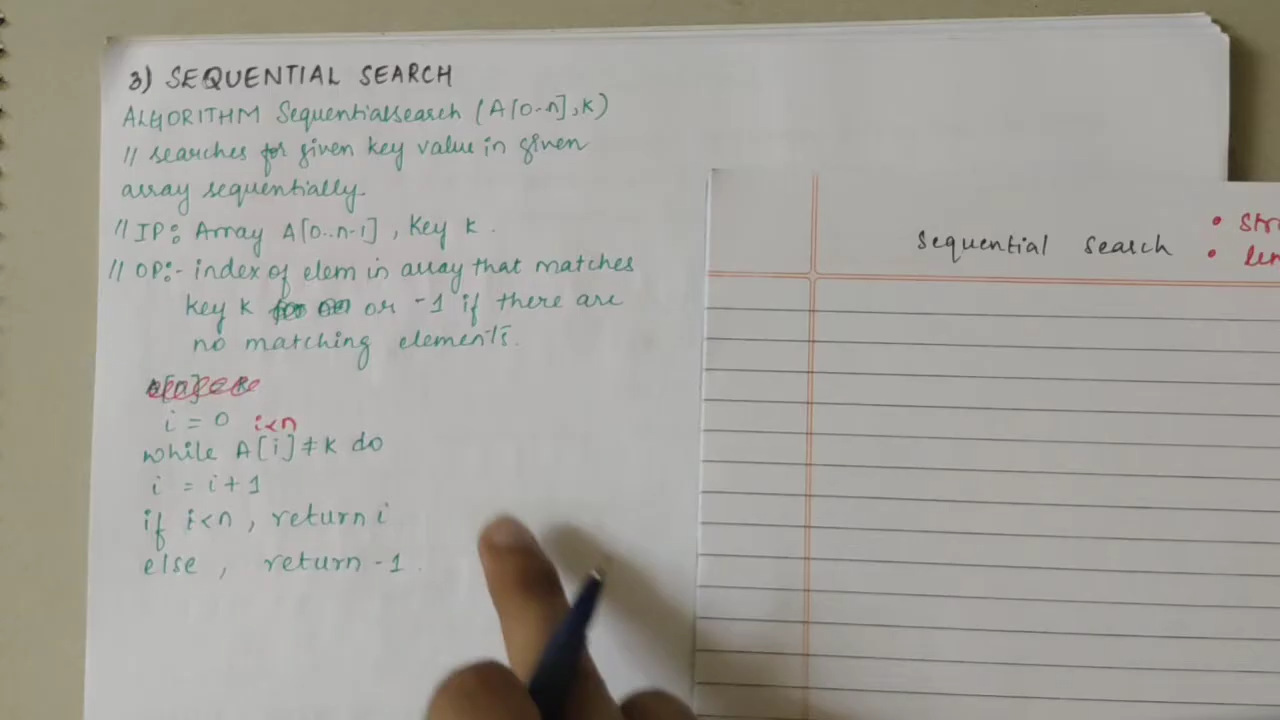 3) SEQUENTIAL SEARCH
ALGORITHM Sequentialsearch (A[0-n], K)
// searches for given key value in given
array sequentially.
// IP: Array A[0..n-1], Key K.
// OP:- index of elem in array that matches
key K or -1 if there are
no matching elements.
i = 0 i<n
while A[i] ≠ K do
i = i + 1
if i<n, return i
else, return -1.
sequential search
• Str
• lin